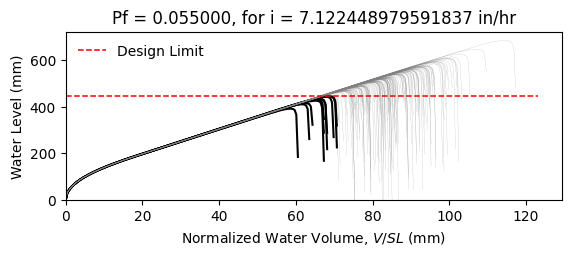 Pf = 0.055000, for i = 7.122448979591837 in/hr
Water Level (mm)
600
400
200
0
Design Limit
0 20 40 60 80 100 120
Normalized Water Volume, V/SL (mm)